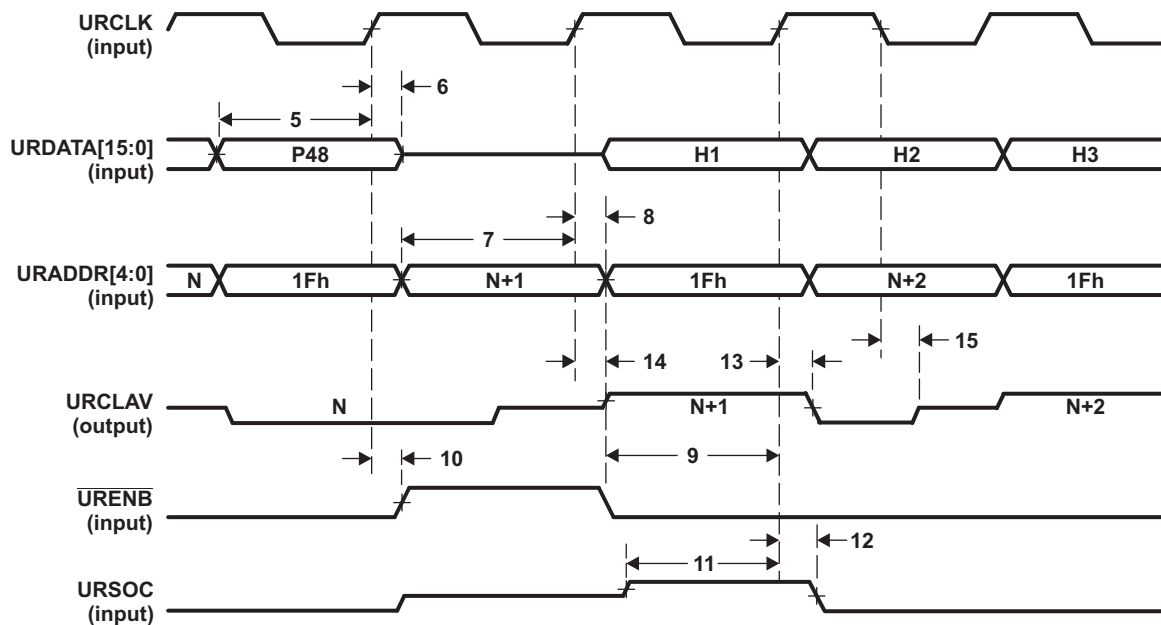 URCLK
(input)
6
5
URDATA[15:0]
(input)
P48
H1
H2
H3
8
7
URADDR[4:0]
(input)
N
1Fh
N+1
1Fh
N+2
1Fh
15
14
13
URCLAV
(output)
N
N+1
N+2
9
10
URENB
(input)
12
11
URSOC
(input)